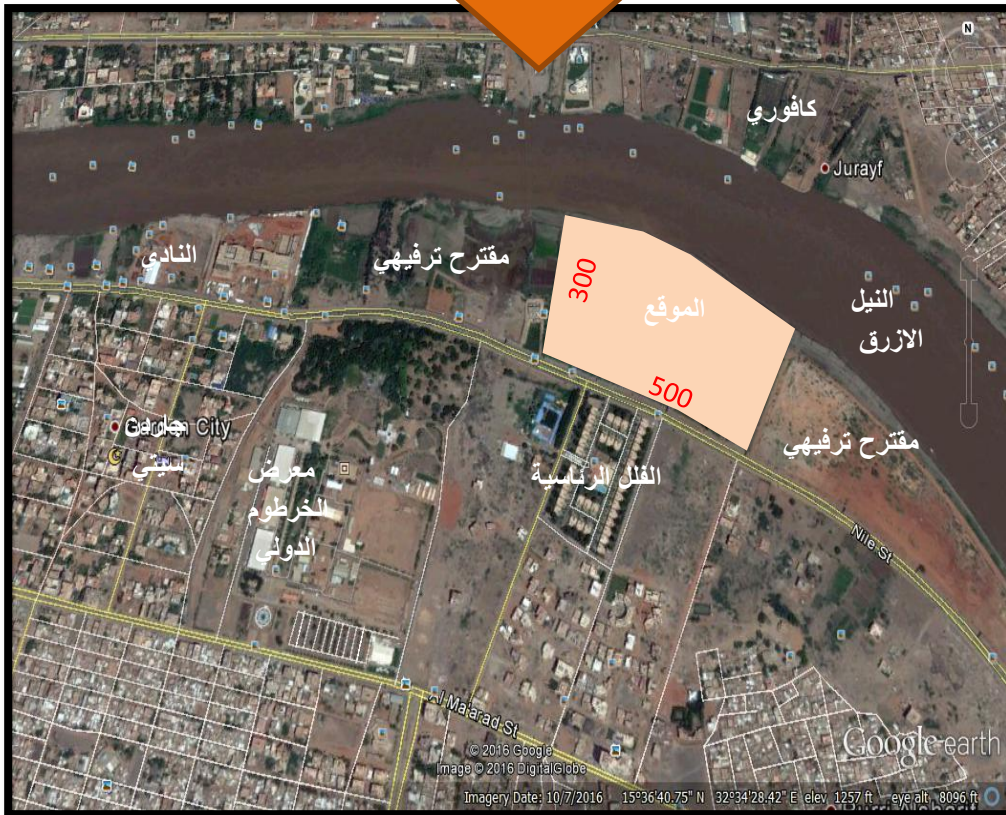 N
كافوري
Jurayf
النادي
مقترح ترفيهي
300
الموقع
النيل
الازرق
500
جاردن
سيتي
Garden City
معرض
الخرطوم
الدولي
الفلل الرئاسية
مقترح ترفيهي
Nile St
Al Ma'arad St
© 2016 Google
Image © 2016 DigitalGlobe
Google earth
Imagery Date: 10/7/2016 15°36'40.75" N 32°34'28.42" E elev 1257 ft eye alt 8096 ft